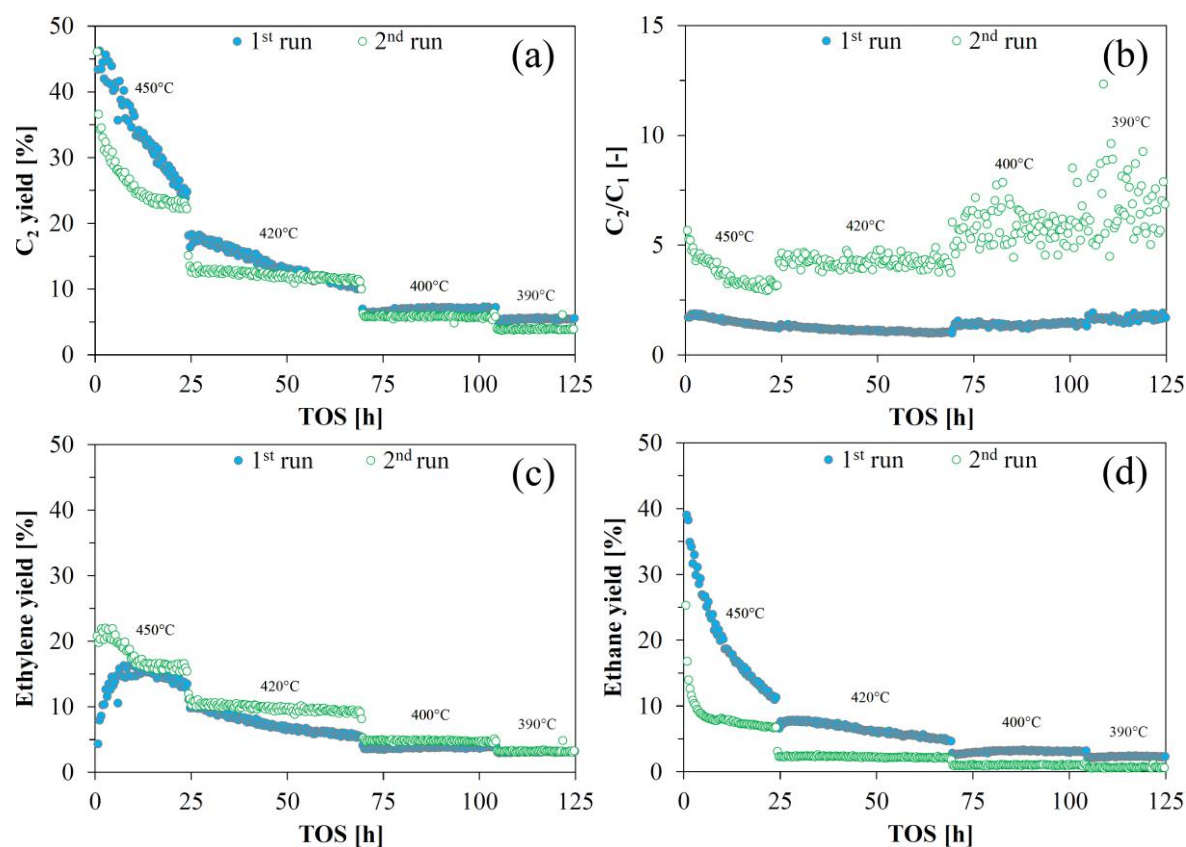 ● 1st run ○ 2nd run
(a)
C2 yield [%]
50
40
30
20
10
0
450°C
420°C
400°C
390°C
0 25 50 75 100 125
TOS [h]
● 1st run ○ 2nd run
(b)
C2/C1 [-]
15
10
5
0
450°C
420°C
400°C
390°C
0 25 50 75 100 125
TOS [h]
● 1st run ○ 2nd run
(c)
Ethylene yield [%]
50
40
30
20
10
0
450°C
420°C
400°C
390°C
0 25 50 75 100 125
TOS [h]
● 1st run ○ 2nd run
(d)
Ethane yield [%]
50
40
30
20
10
0
450°C
420°C
400°C
390°C
0 25 50 75 100 125
TOS [h]